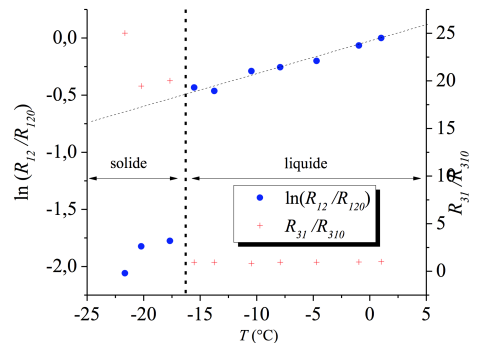 ln (R12 /R120)
0,0
-0,5
-1,0
-1,5
-2,0
-25 -20 -15 -10 -5 0 5
T (°C)
25
20
15
10
5
0
R31 /R310
solide
liquide
ln(R12 /R120)
R31 /R310